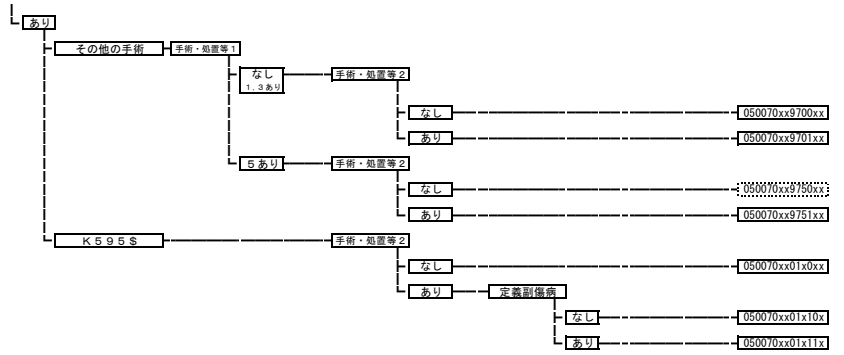 あり
その他の手術 手術・処置等1
なし 手術・処置等2
1.3あり
なし 050070xx9700xx
あり 050070xx9701xx
5あり 手術・処置等2
なし 050070xx9750xx
あり 050070xx9751xx
K595$ 手術・処置等2
なし 050070xx01x0xx
あり 定義副傷病
なし 050070xx01x10x
あり 050070xx01x11x